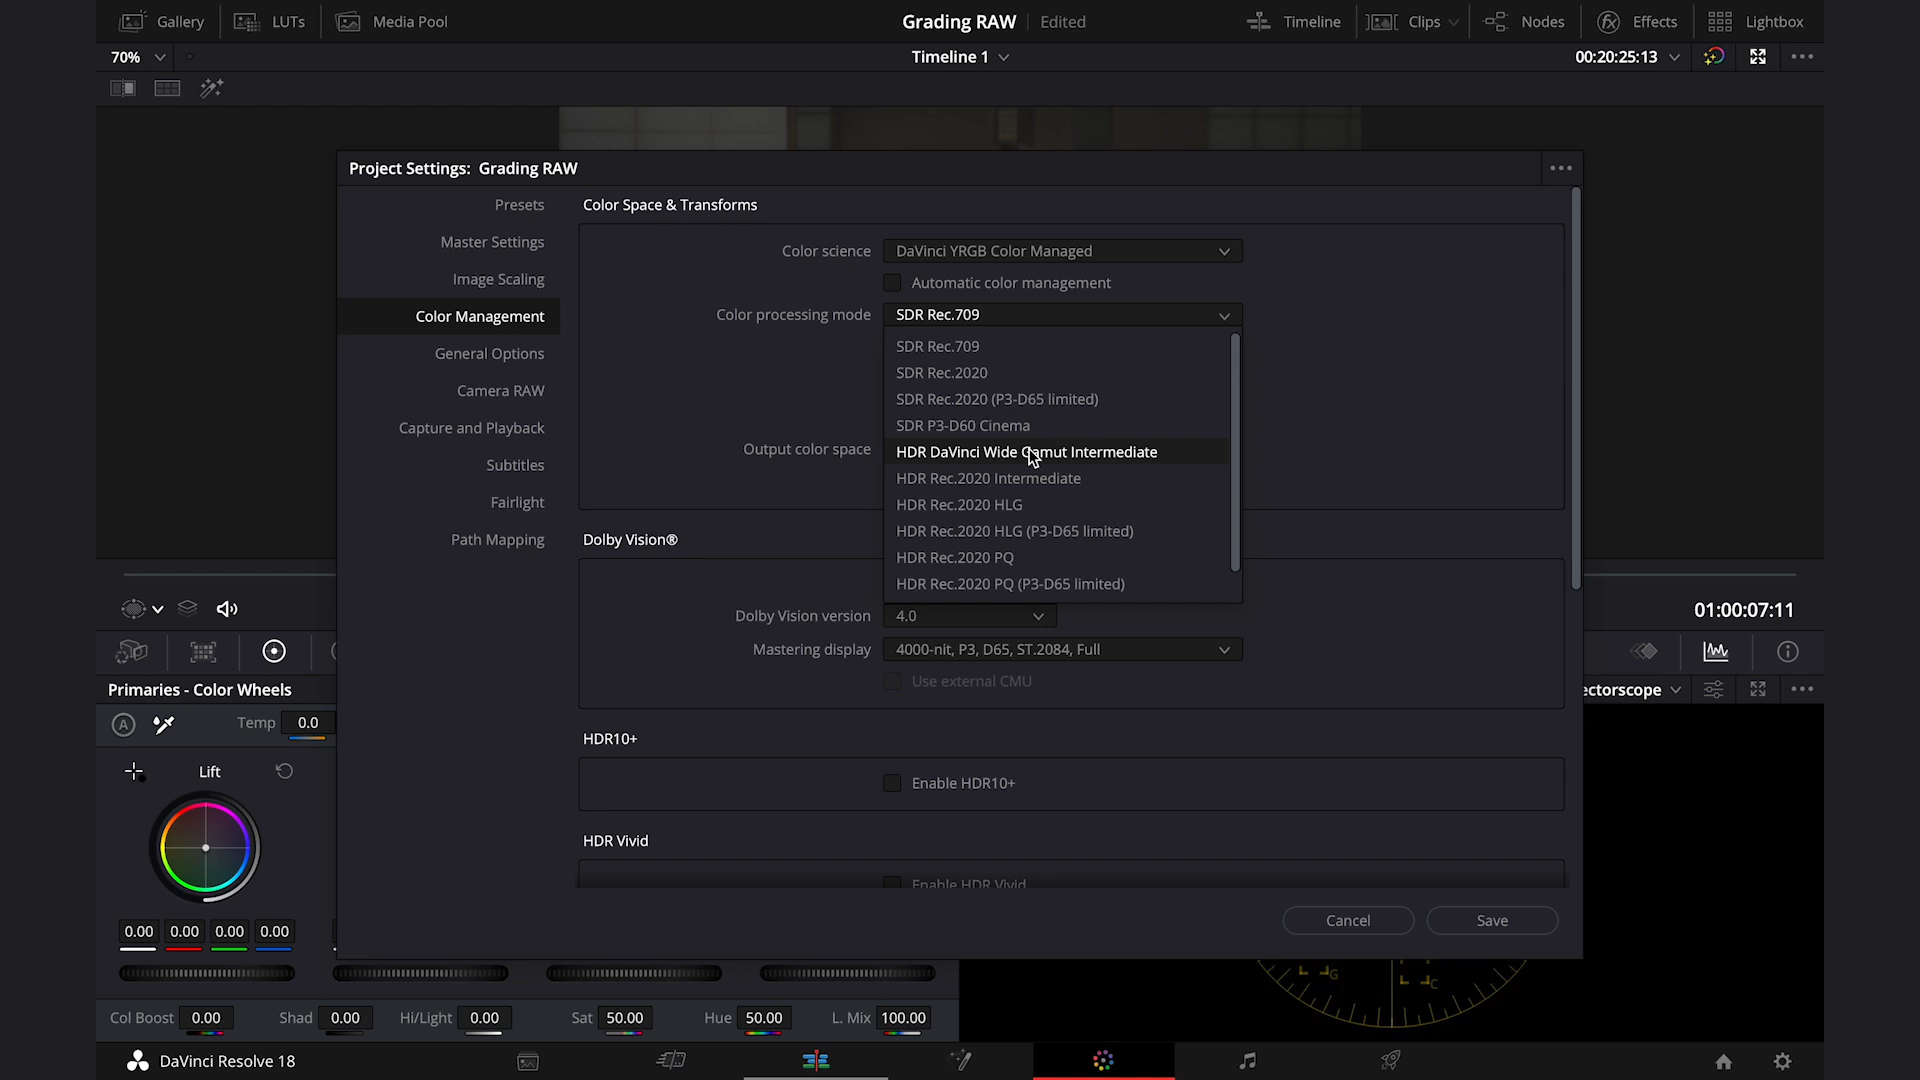 Gallery LUTs Media Pool Grading RAW Edited Timeline Clips Nodes Effects Lightbox
70% Timeline 1 00:20:25:13
Project Settings: Grading RAW
Presets
Master Settings
Image Scaling
Color Management
General Options
Camera RAW
Capture and Playback
Subtitles
Fairlight
Path Mapping
Color Space & Transforms
Color science DaVinci YRGB Color Managed
Automatic color management
Color processing mode SDR Rec.709
SDR Rec.709
SDR Rec.2020
SDR Rec.2020 (P3-D65 limited)
SDR P3-D60 Cinema
Output color space
HDR DaVinci Wide Gamut Intermediate
HDR Rec.2020 Intermediate
HDR Rec.2020 HLG
HDR Rec.2020 HLG (P3-D65 limited)
HDR Rec.2020 PQ
HDR Rec.2020 PQ (P3-D65 limited)
Dolby Vision®
Dolby Vision version 4.0
Mastering display 4000-nit, P3, D65, ST.2084, Full
Use external CMU
HDR10+
Enable HDR10+
HDR Vivid
Enable HDR Vivid
Cancel Save
01:00:07:11
Primaries - Color Wheels
ectorscope
A Temp 0.0
Lift
0.00 0.00 0.00 0.00
G C
Col Boost 0.00 Shad 0.00 Hi/Light 0.00 Sat 50.00 Hue 50.00 L. Mix 100.00
DaVinci Resolve 18